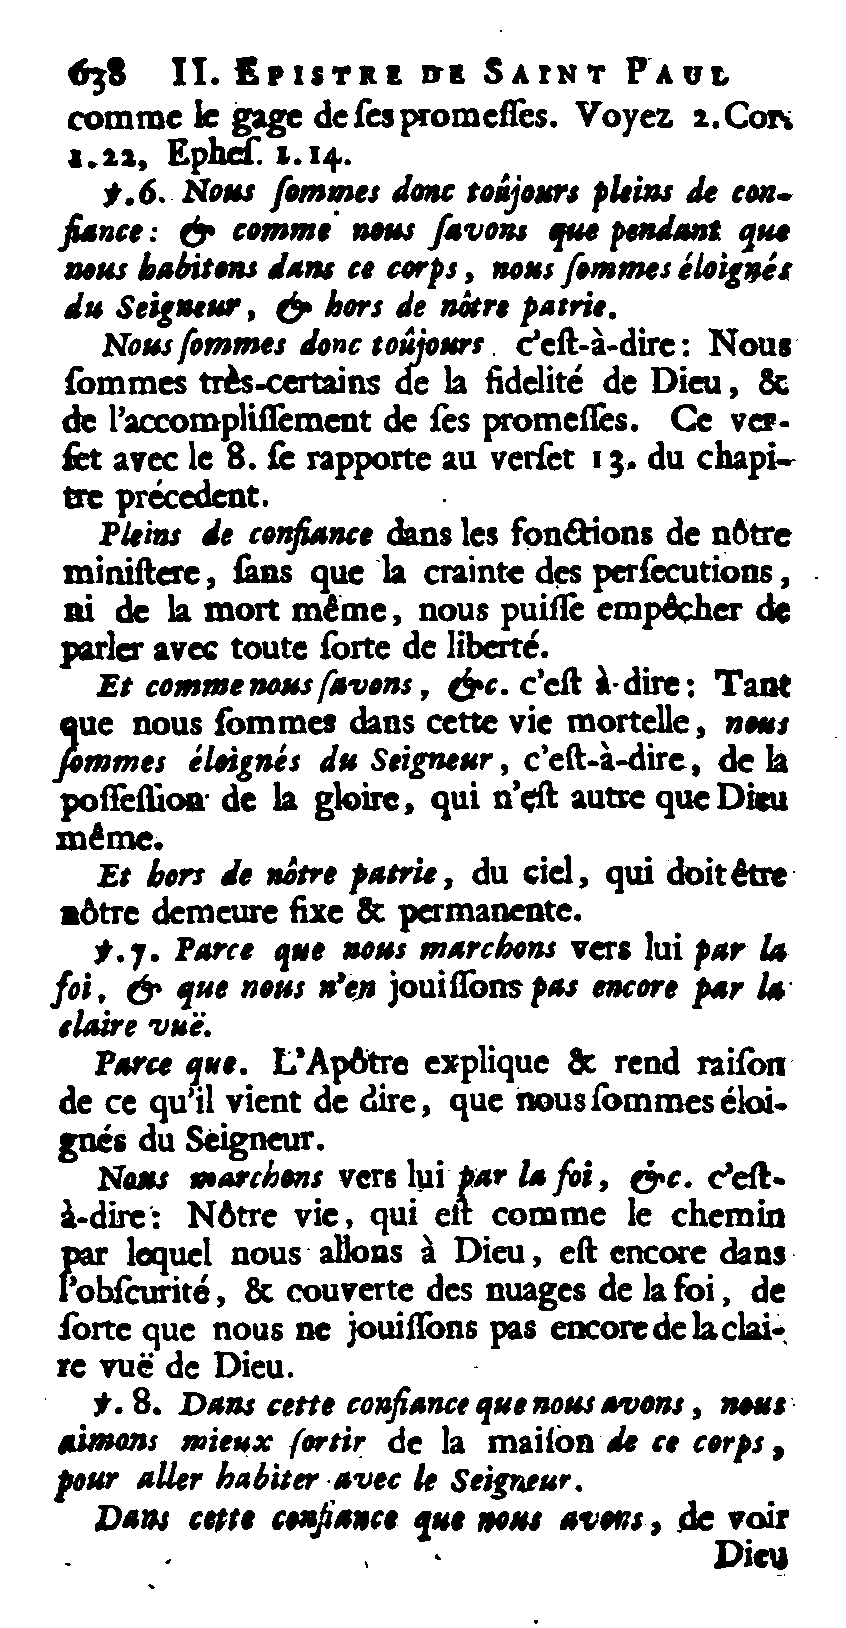 638 II. EPISTRE DE SAINT PAUL
comme le gage de ſes promeſſes. Voyez 2. Cor.
1. 22, Epheſ. 1. 14.
℣. 6. Nous ſommes donc toûjours pleins de con-
fiance: & comme nous ſavons que pendant que
nous habitons dans ce corps, nous ſommes éloignés
du Seigneur, & hors de nôtre patrie.
Nous ſommes donc toûjours. c'eſt-à-dire: Nous
ſommes très-certains de la fidelité de Dieu, &
de l'accompliſſement de ſes promeſſes. Ce ver-
ſet avec le 8. ſe rapporte au verſet 13. du chapi-
tre précedent.
Pleins de confiance dans les fonctions de nôtre
miniſtere, ſans que la crainte des perſecutions,
ni de la mort même, nous puiſſe empêcher de
parler avec toute ſorte de liberté.
Et comme nous ſavons, &c. c'eſt à-dire: Tant
que nous ſommes dans cette vie mortelle, nous
ſommes éloignés du Seigneur, c'eſt-à-dire, de la
poſſeſſion de la gloire, qui n'eſt autre que Dieu
même.
Et hors de nôtre patrie, du ciel, qui doit être
nôtre demeure fixe & permanente.
℣. 7. Parce que nous marchons vers lui par la
foi, & que nous n'en jouiſſons pas encore par la
claire vuë.
Parce que. L'Apôtre explique & rend raiſon
de ce qu'il vient de dire, que nous ſommes éloi-
gnés du Seigneur.
Nous marchons vers lui par la foi, &c. c'eſt-
à-dire: Nôtre vie, qui eſt comme le chemin
par lequel nous allons à Dieu, eſt encore dans
l'obſcurité, & couverte des nuages de la foi, de
ſorte que nous ne jouiſſons pas encore de la clai-
re vuë de Dieu.
℣. 8. Dans cette confiance que nous avons, nous
aimons mieux ſortir de la maiſon de ce corps,
pour aller habiter avec le Seigneur.
Dans cette confiance que nous avons, de voir
Dieu